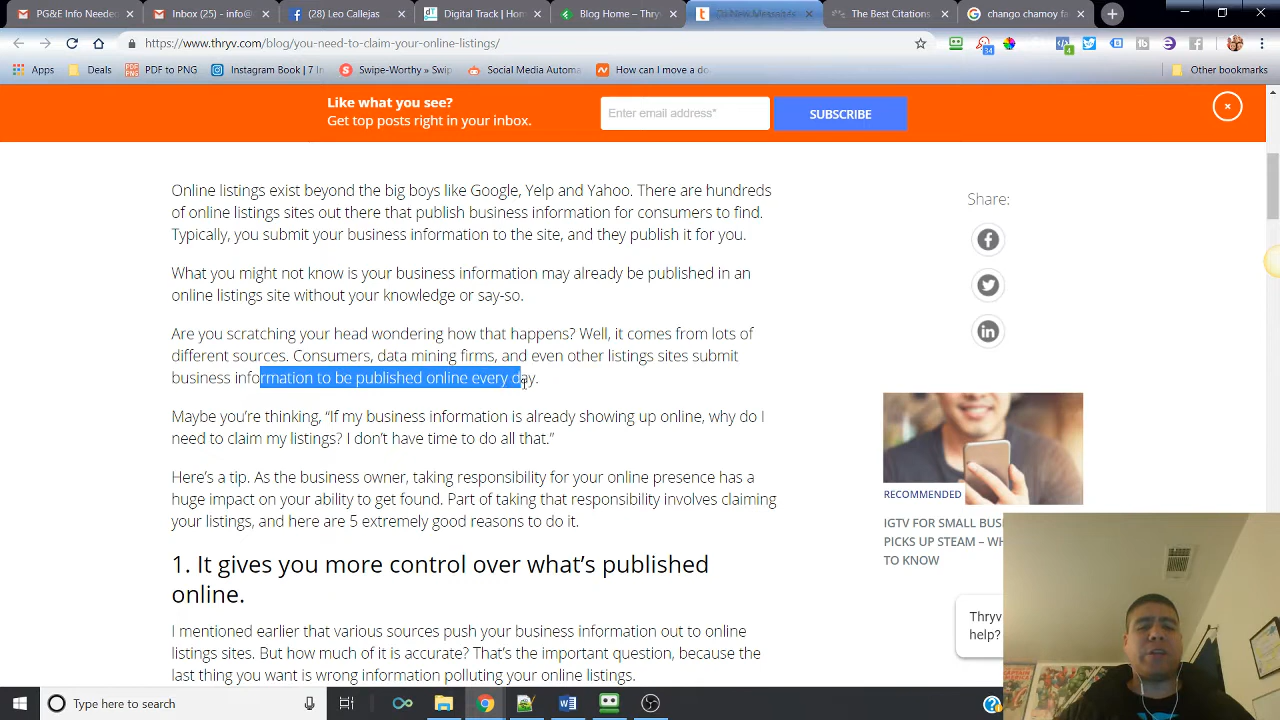 PG&E Info Needed
Inbox (25) - info@
(28) Leo Callejas
Digital Track | Hom
Blog Home – Thryv
(3) New Messages
The Best Citations
chango chamoy fa
https://www.thryv.com/blog/you-need-to-claim-your-online-listings/
34
4
Apps
Deals
PDF to PNG
Instagram Book | 7 In
Swipe-Worthy » Swip
Social Media Automa
How can I move a do
Other bookmarks
Like what you see?
Get top posts right in your inbox.
Enter email address*
SUBSCRIBE
Online listings exist beyond the big boys like Google, Yelp and Yahoo. There are hundreds
of online listings sites out there that publish business information for consumers to find.
Typically, you submit your business information to the site, and they publish it for you.
What you might not know is your business information may already be published in an
online listings site without your knowledge or say-so.
Are you scratching your head wondering how that happens? Well, it comes from lots of
different sources. Consumers, data mining firms, and even other listings sites submit
business information to be published online every day.
Maybe you’re thinking, “If my business information is already showing up online, why do I
need to claim my listings? I don’t have time to do all that.”
Here’s a tip. As the business owner, taking responsibility for your online presence has a
huge impact on your ability to get found. Part of taking that responsibility involves claiming
your listings, and here are 5 extremely good reasons to do it.
1. It gives you more control over what’s published
online.
I mentioned earlier that various sources push your business information out to online
listings sites. But how much of it is accurate? That’s the important question, because the
last thing you want is wrong information polluting your online listings.
Share:
RECOMMENDED
IGTV FOR SMALL BUSI
PICKS UP STEAM – WH
TO KNOW
Thryv
help?
Type here to search